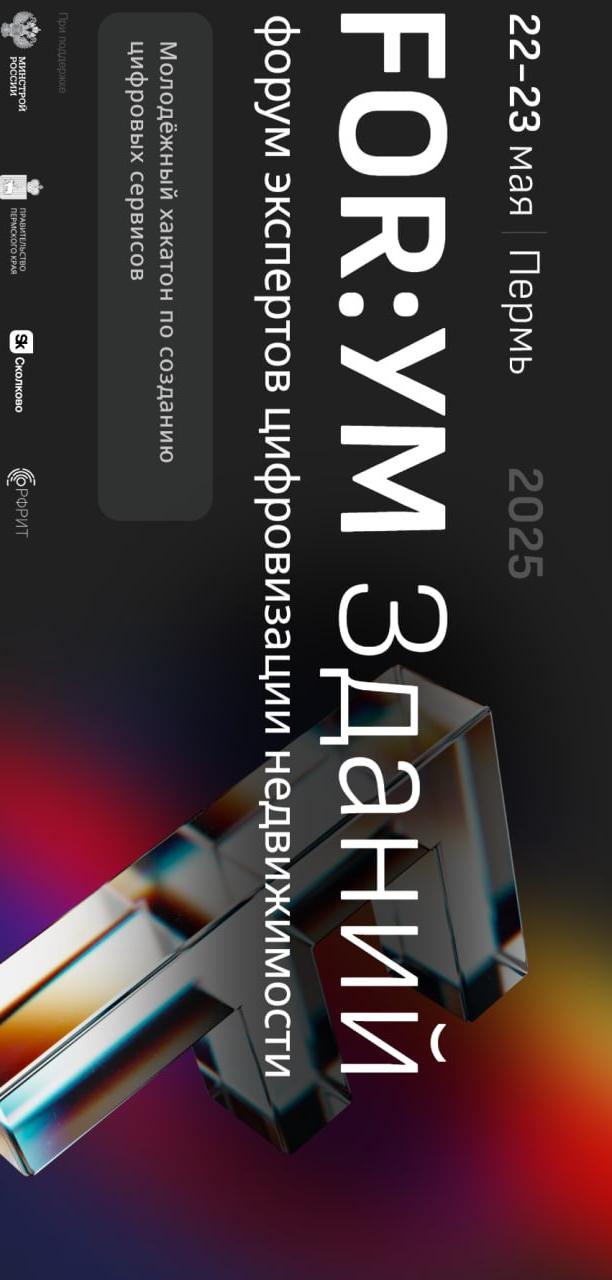 22–23 мая | Пермь 2025
FOR:УМ Зданий
форум экспертов цифровизации недвижимости
Молодёжный хакатон по созданию
цифровых сервисов
При поддержке
МИНСТРОЙ
РОССИИ
ПРАВИТЕЛЬСТВО
ПЕРМСКОГО КРАЯ
Sk Сколково
РФРИТ